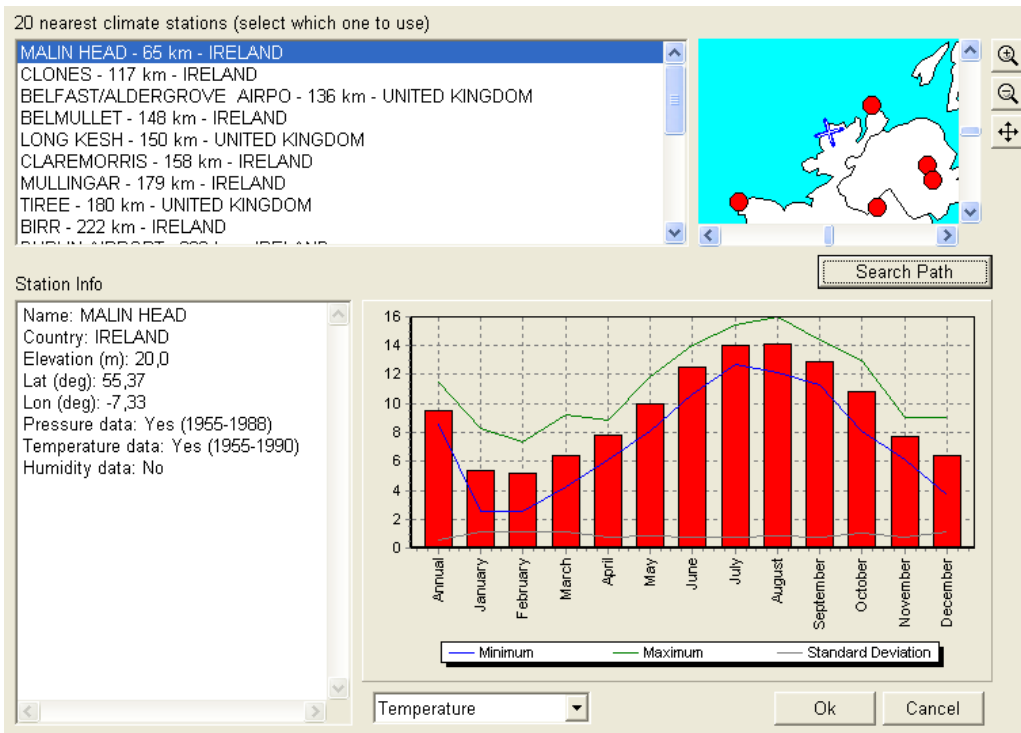 20 nearest climate stations (select which one to use)
MALIN HEAD - 65 km - IRELAND
CLONES - 117 km - IRELAND
BELFAST/ALDERGROVE AIRPO - 136 km - UNITED KINGDOM
BELMULLET - 148 km - IRELAND
LONG KESH - 150 km - UNITED KINGDOM
CLAREMORRIS - 158 km - IRELAND
MULLINGAR - 179 km - IRELAND
TIREE - 180 km - UNITED KINGDOM
BIRR - 222 km - IRELAND
Search Path
Station Info
Name: MALIN HEAD
Country: IRELAND
Elevation (m): 20,0
Lat (deg): 55,37
Lon (deg): -7,33
Pressure data: Yes (1955-1988)
Temperature data: Yes (1955-1990)
Humidity data: No
16
14
12
10
8
6
4
2
0
Annual
January
February
March
April
May
June
July
August
September
October
November
December
Minimum
Maximum
Standard Deviation
Temperature
Ok
Cancel